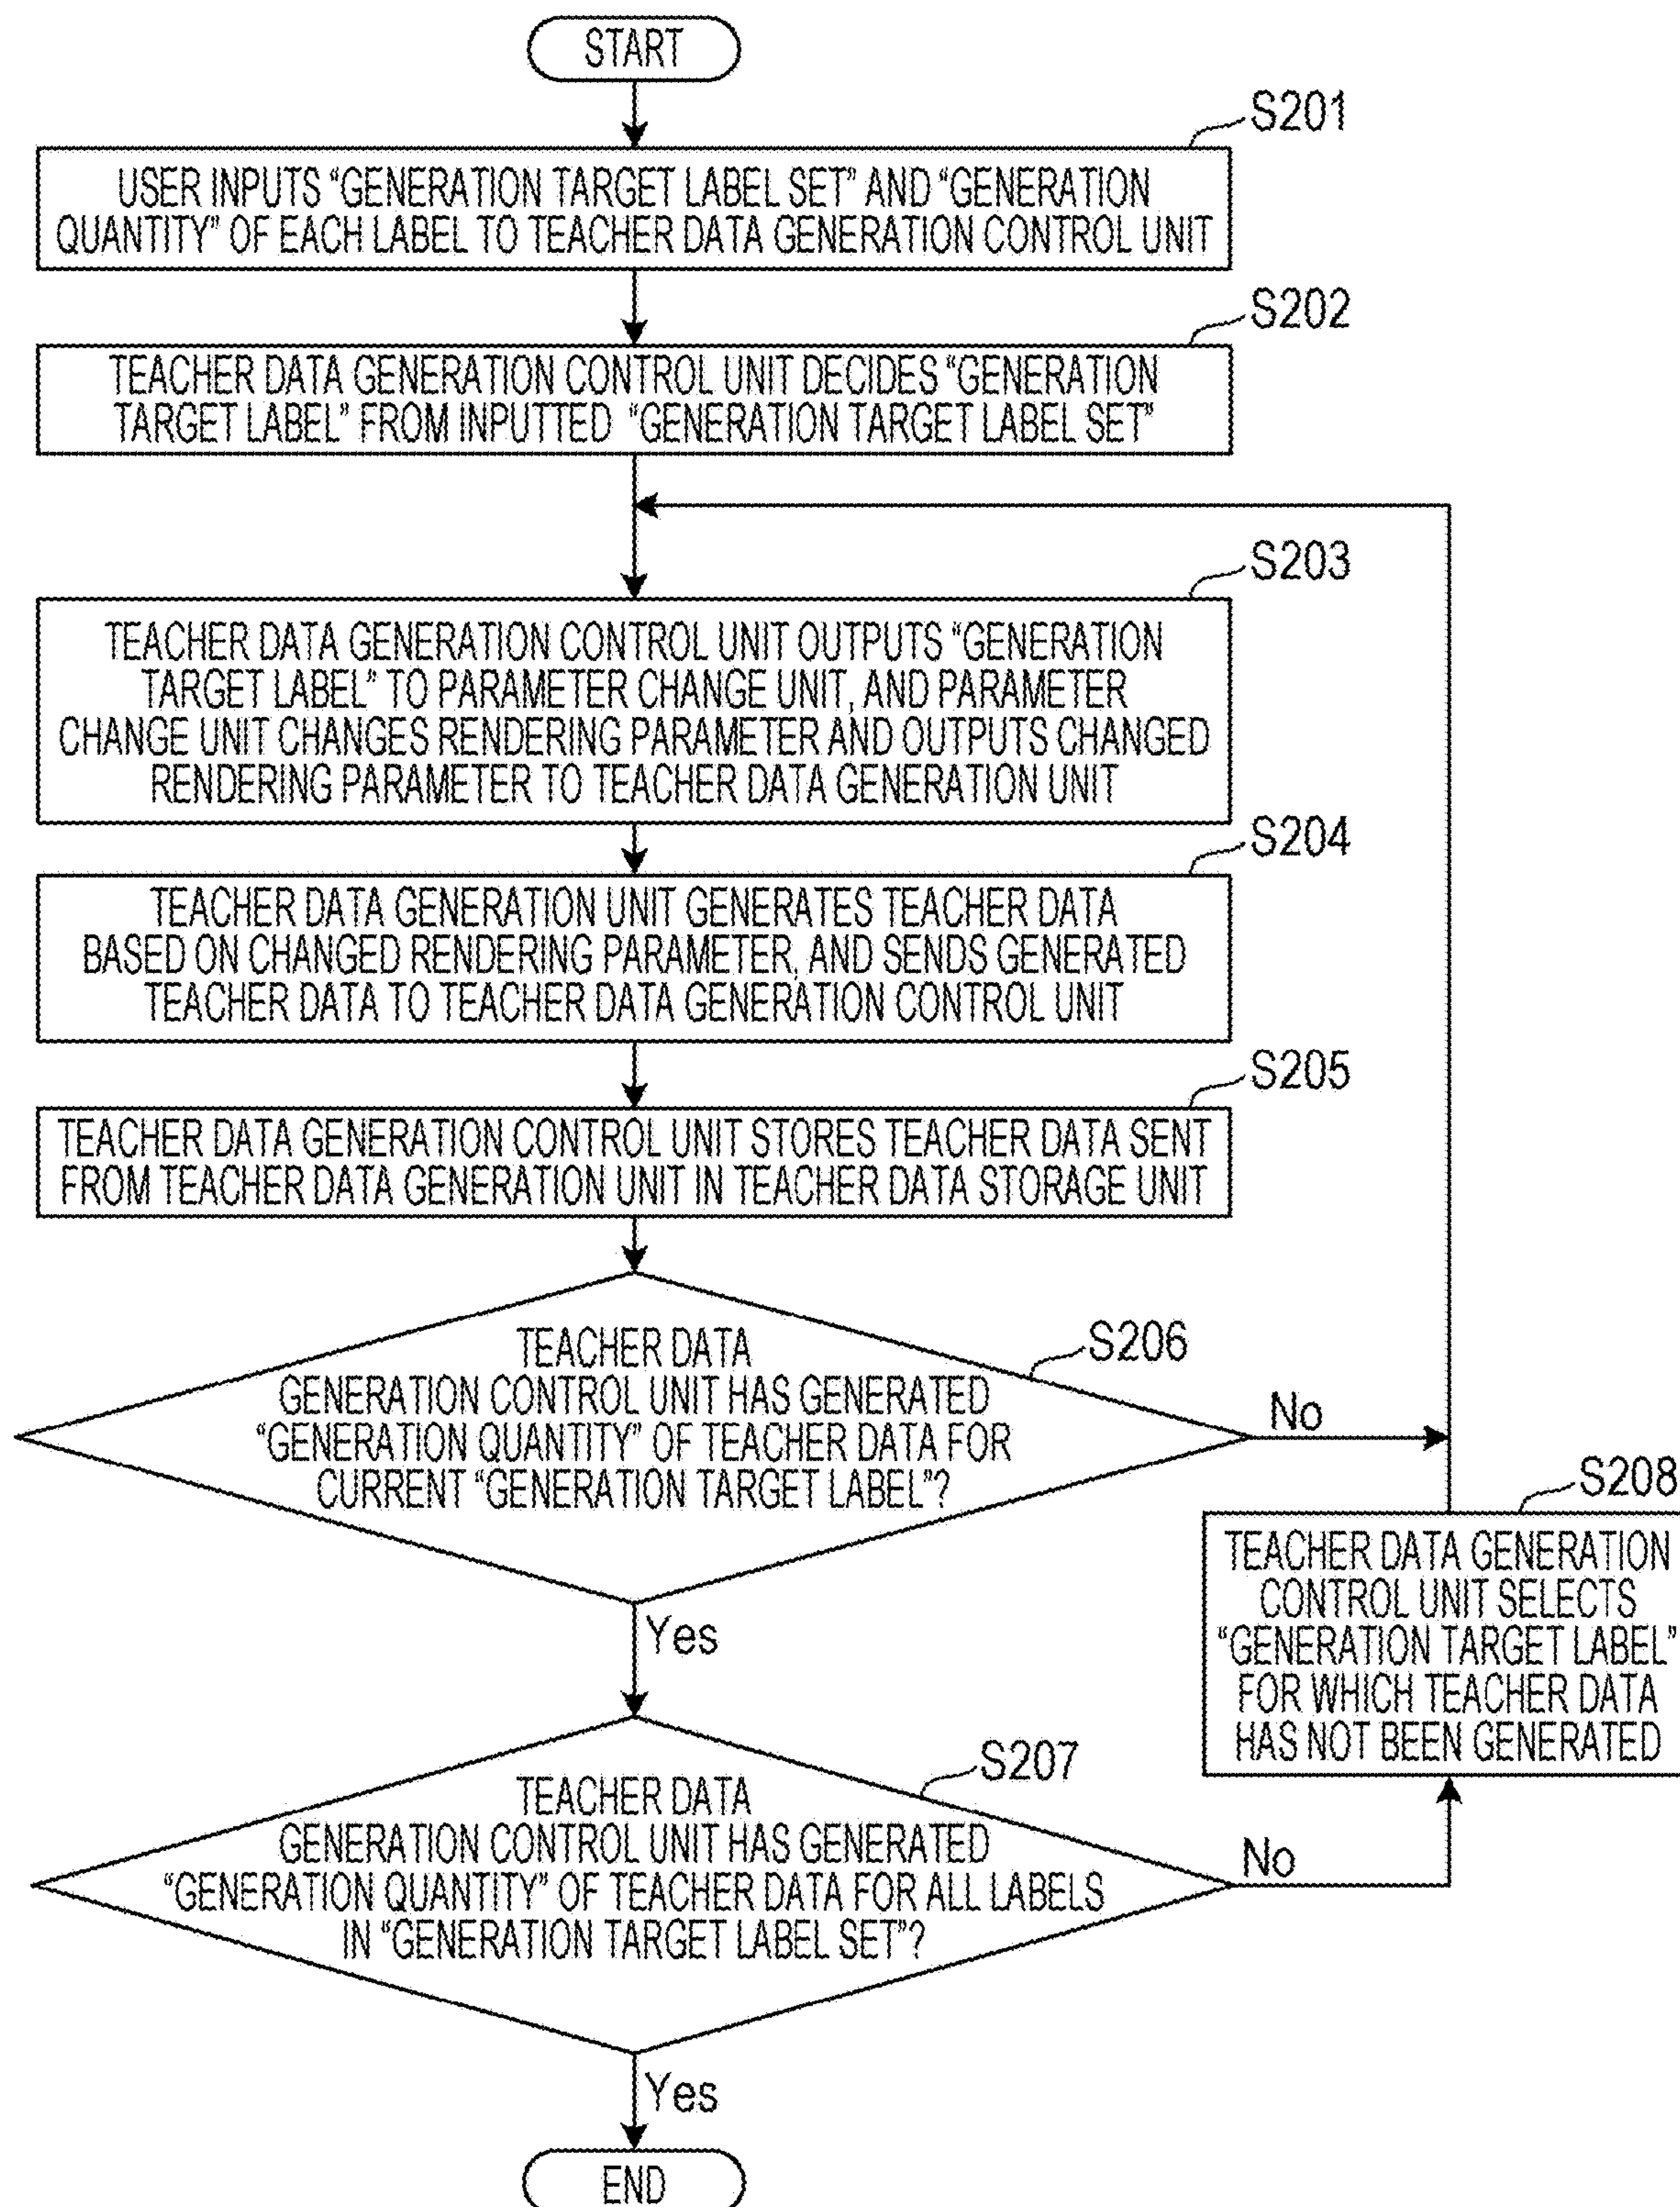 START
S201
USER INPUTS “GENERATION TARGET LABEL SET” AND “GENERATION
QUANTITY” OF EACH LABEL TO TEACHER DATA GENERATION CONTROL UNIT
S202
TEACHER DATA GENERATION CONTROL UNIT DECIDES “GENERATION
TARGET LABEL” FROM INPUTTED “GENERATION TARGET LABEL SET”
S203
TEACHER DATA GENERATION CONTROL UNIT OUTPUTS “GENERATION
TARGET LABEL” TO PARAMETER CHANGE UNIT, AND PARAMETER
CHANGE UNIT CHANGES RENDERING PARAMETER AND OUTPUTS CHANGED
RENDERING PARAMETER TO TEACHER DATA GENERATION UNIT
S204
TEACHER DATA GENERATION UNIT GENERATES TEACHER DATA
BASED ON CHANGED RENDERING PARAMETER, AND SENDS GENERATED
TEACHER DATA TO TEACHER DATA GENERATION CONTROL UNIT
S205
TEACHER DATA GENERATION CONTROL UNIT STORES TEACHER DATA SENT
FROM TEACHER DATA GENERATION UNIT IN TEACHER DATA STORAGE UNIT
S206
TEACHER DATA
GENERATION CONTROL UNIT HAS GENERATED
“GENERATION QUANTITY” OF TEACHER DATA FOR
CURRENT “GENERATION TARGET LABEL”?
No
Yes
S208
TEACHER DATA GENERATION
CONTROL UNIT SELECTS
“GENERATION TARGET LABEL”
FOR WHICH TEACHER DATA
HAS NOT BEEN GENERATED
S207
TEACHER DATA
GENERATION CONTROL UNIT HAS GENERATED
“GENERATION QUANTITY” OF TEACHER DATA FOR ALL LABELS
IN “GENERATION TARGET LABEL SET”?
No
Yes
END